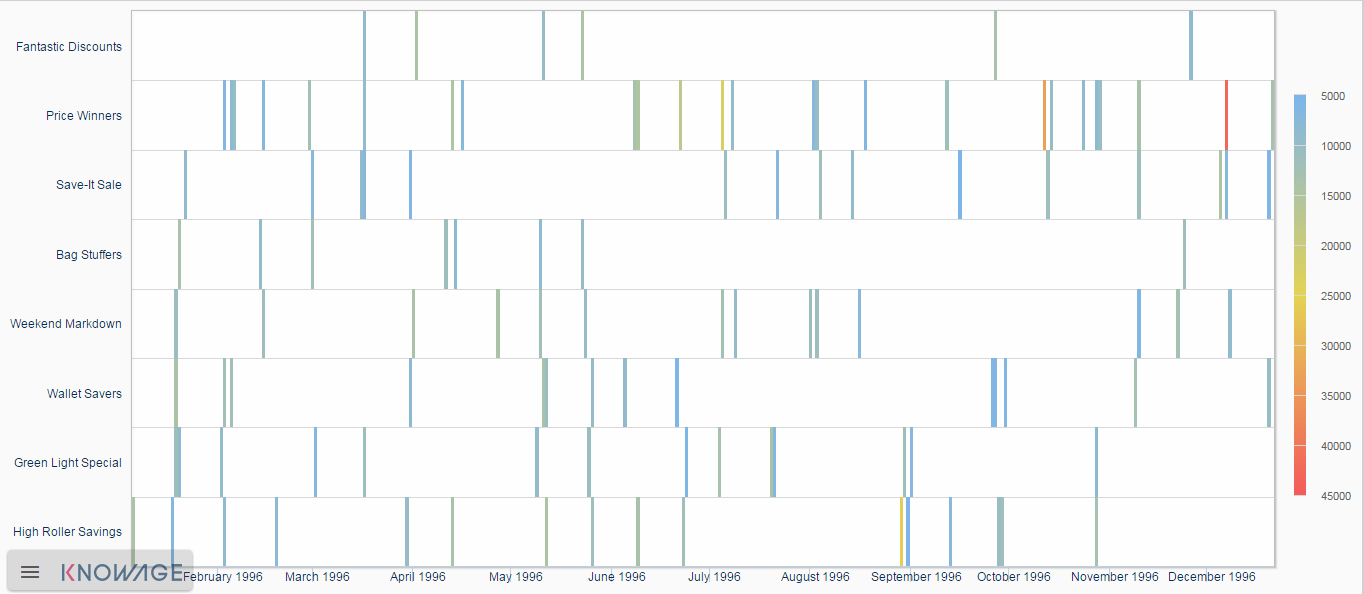 Fantastic Discounts
Price Winners
Save-It Sale
Bag Stuffers
Weekend Markdown
Wallet Savers
Green Light Special
High Roller Savings
5000
10000
15000
20000
25000
30000
35000
40000
45000
KNOWAGE
February 1996 March 1996 April 1996 May 1996 June 1996 July 1996 August 1996 September 1996 October 1996 November 1996 December 1996